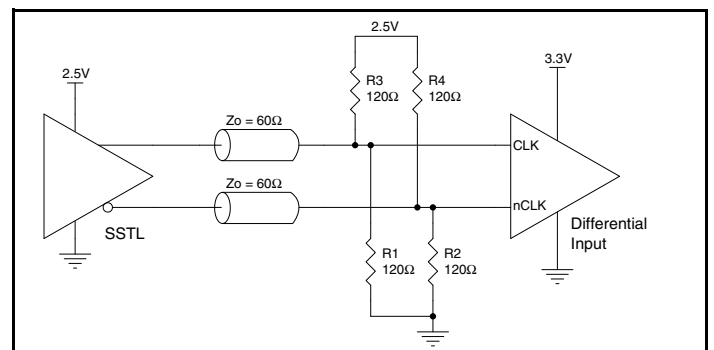 2.5V
2.5V
3.3V
R3
120Ω
R4
120Ω
Zo = 60Ω
CLK
Zo = 60Ω
nCLK
SSTL
Differential
Input
R1
120Ω
R2
120Ω